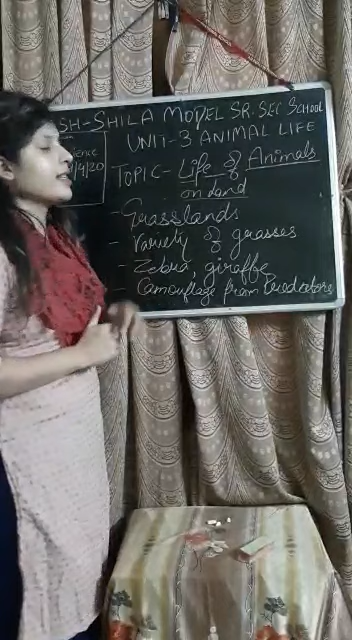 SH-SHILA MODEL SR. SEC SCHOOL
UNIT-3 ANIMAL LIFE
TOPIC- Life of Animals
on land
Grasslands
- Variety of grasses
- Zebra, giraffe
- Camouflage from Predators